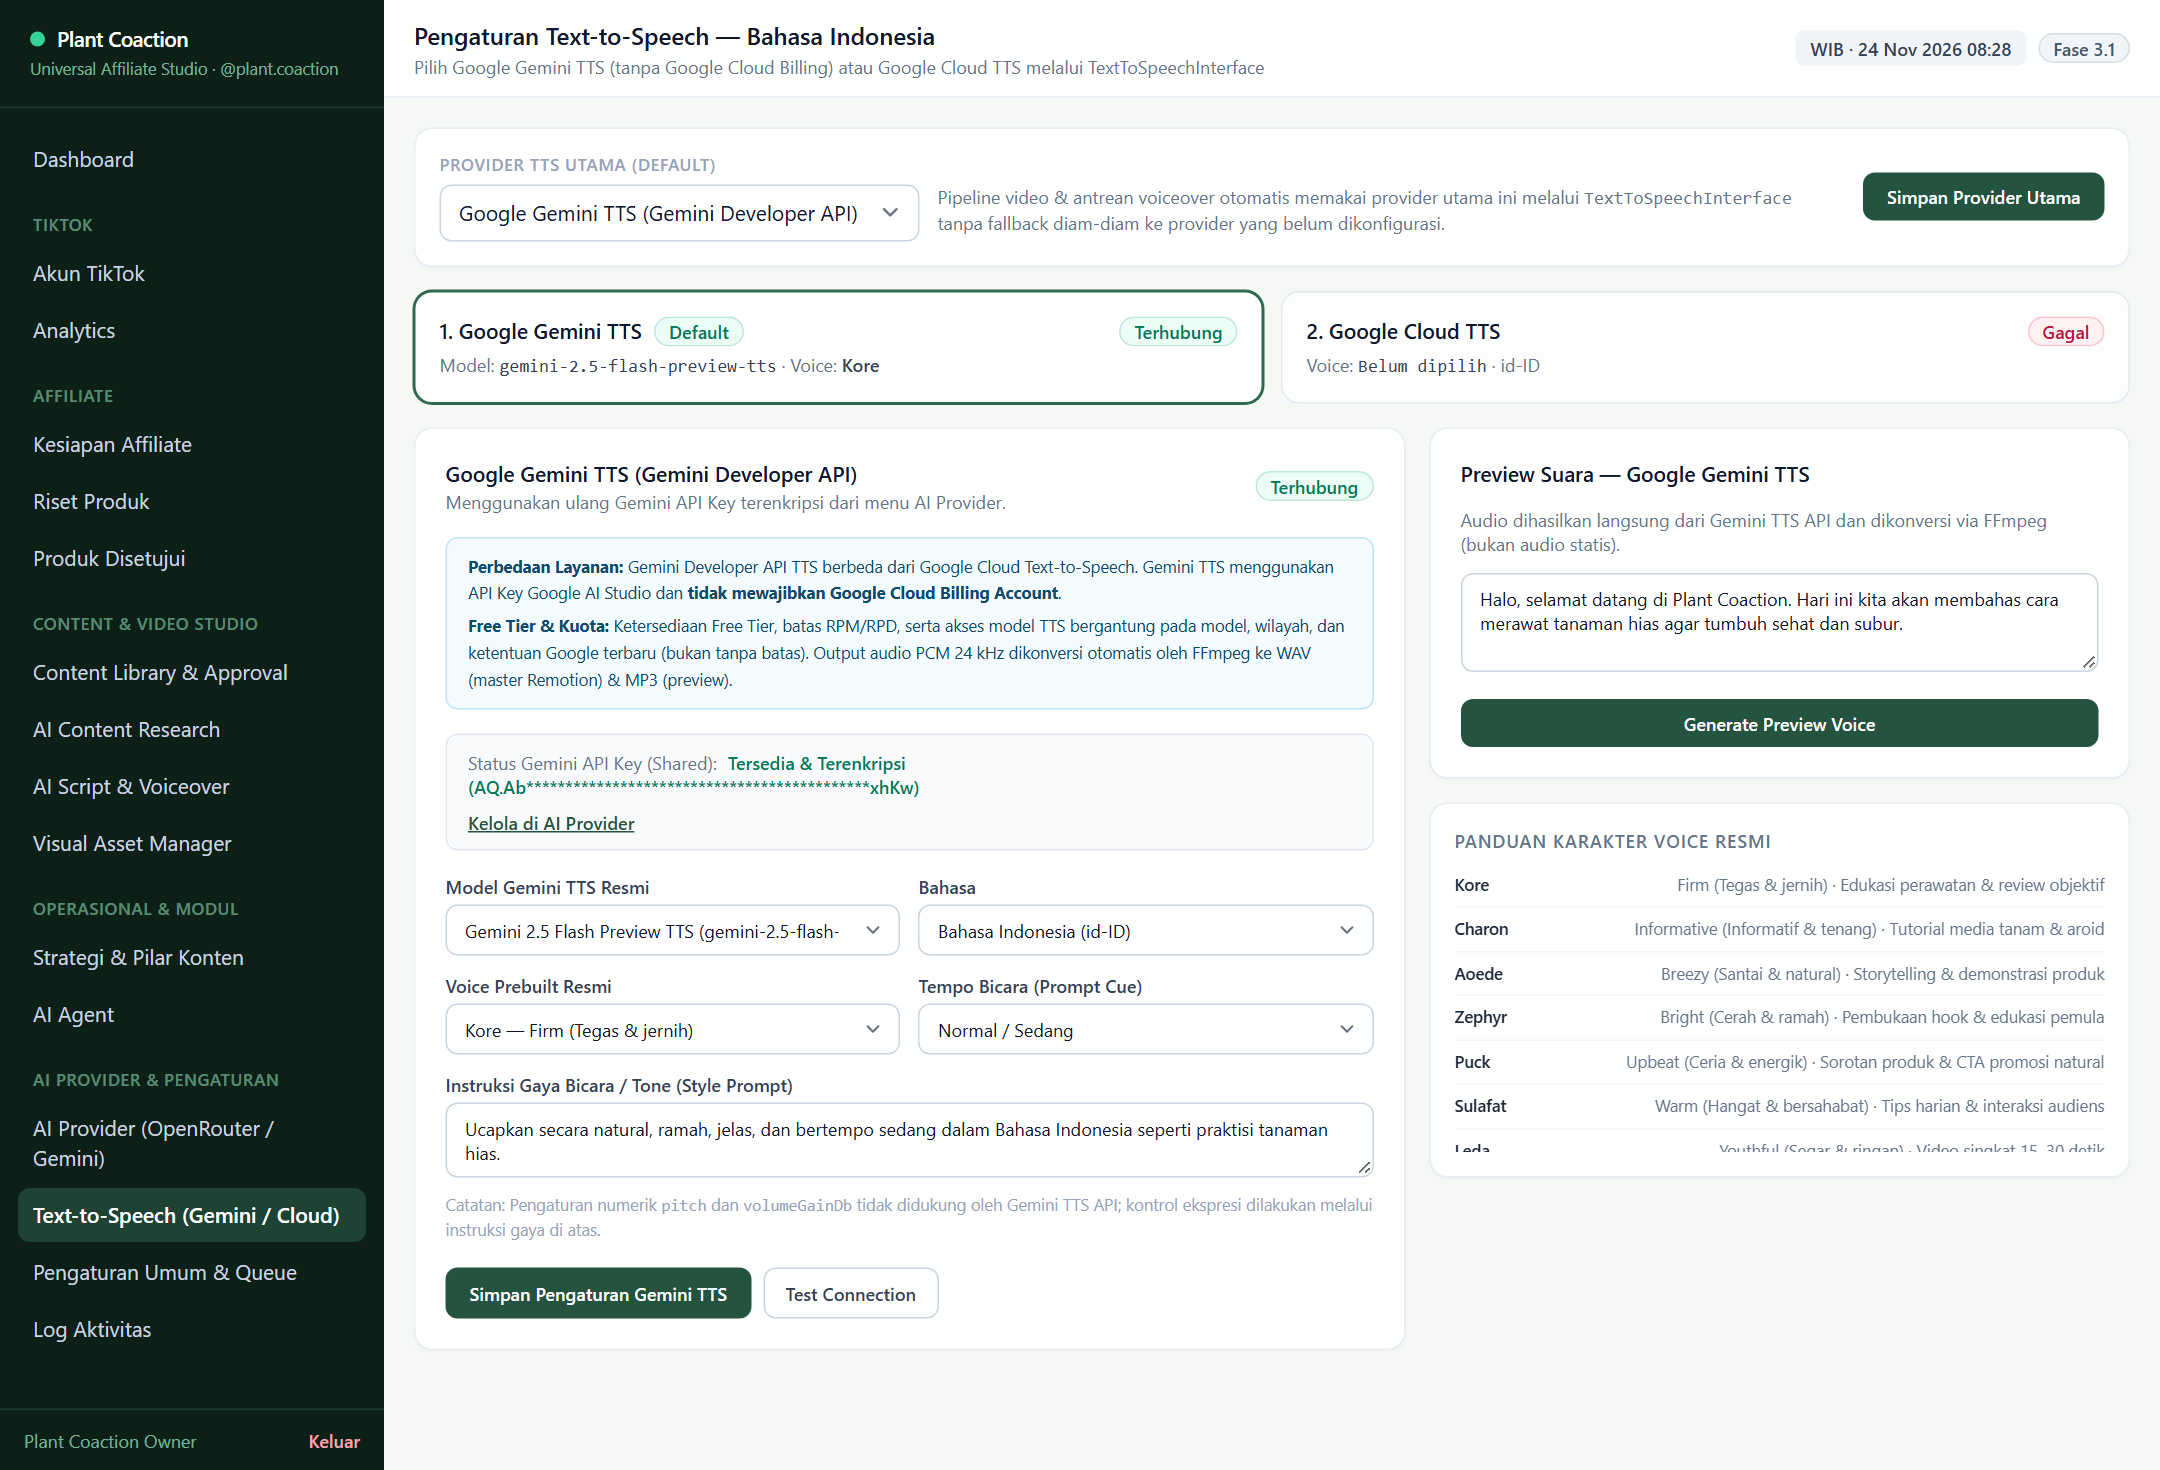 Plant Coaction
Universal Affiliate Studio · @plant.coaction
Dashboard
TIKTOK
Akun TikTok
Analytics
AFFILIATE
Kesiapan Affiliate
Riset Produk
Produk Disetujui
CONTENT & VIDEO STUDIO
Content Library & Approval
AI Content Research
AI Script & Voiceover
Visual Asset Manager
OPERASIONAL & MODUL
Strategi & Pilar Konten
AI Agent
AI PROVIDER & PENGATURAN
AI Provider (OpenRouter /
Gemini)
Text-to-Speech (Gemini / Cloud)
Pengaturan Umum & Queue
Log Aktivitas
Plant Coaction Owner
Keluar
Pengaturan Text-to-Speech — Bahasa Indonesia
Pilih Google Gemini TTS (tanpa Google Cloud Billing) atau Google Cloud TTS melalui TextToSpeechInterface
WIB · 24 Nov 2026 08:28
Fase 3.1
PROVIDER TTS UTAMA (DEFAULT)
Google Gemini TTS (Gemini Developer API)
Pipeline video & antrean voiceover otomatis memakai provider utama ini melalui TextToSpeechInterface
tanpa fallback diam-diam ke provider yang belum dikonfigurasi.
Simpan Provider Utama
1. Google Gemini TTS
Default
Terhubung
Model: gemini-2.5-flash-preview-tts · Voice: Kore
2. Google Cloud TTS
Gagal
Voice: Belum dipilih · id-ID
Google Gemini TTS (Gemini Developer API)
Menggunakan ulang Gemini API Key terenkripsi dari menu AI Provider.
Terhubung
Perbedaan Layanan: Gemini Developer API TTS berbeda dari Google Cloud Text-to-Speech. Gemini TTS menggunakan
API Key Google AI Studio dan tidak mewajibkan Google Cloud Billing Account.
Free Tier & Kuota: Ketersediaan Free Tier, batas RPM/RPD, serta akses model TTS bergantung pada model, wilayah, dan
ketentuan Google terbaru (bukan tanpa batas). Output audio PCM 24 kHz dikonversi otomatis oleh FFmpeg ke WAV
(master Remotion) & MP3 (preview).
Status Gemini API Key (Shared): Tersedia & Terenkripsi
(AQ.Ab*********************************************xhKw)
Kelola di AI Provider
Model Gemini TTS Resmi
Gemini 2.5 Flash Preview TTS (gemini-2.5-flash-
Bahasa
Bahasa Indonesia (id-ID)
Voice Prebuilt Resmi
Kore — Firm (Tegas & jernih)
Tempo Bicara (Prompt Cue)
Normal / Sedang
Instruksi Gaya Bicara / Tone (Style Prompt)
Ucapkan secara natural, ramah, jelas, dan bertempo sedang dalam Bahasa Indonesia seperti praktisi tanaman
hias.
Catatan: Pengaturan numerik pitch dan volumeGainDb tidak didukung oleh Gemini TTS API; kontrol ekspresi dilakukan melalui
instruksi gaya di atas.
Simpan Pengaturan Gemini TTS
Test Connection
Preview Suara — Google Gemini TTS
Audio dihasilkan langsung dari Gemini TTS API dan dikonversi via FFmpeg
(bukan audio statis).
Halo, selamat datang di Plant Coaction. Hari ini kita akan membahas cara
merawat tanaman hias agar tumbuh sehat dan subur.
Generate Preview Voice
PANDUAN KARAKTER VOICE RESMI
Kore Firm (Tegas & jernih) · Edukasi perawatan & review objektif
Charon Informative (Informatif & tenang) · Tutorial media tanam & aroid
Aoede Breezy (Santai & natural) · Storytelling & demonstrasi produk
Zephyr Bright (Cerah & ramah) · Pembukaan hook & edukasi pemula
Puck Upbeat (Ceria & energik) · Sorotan produk & CTA promosi natural
Sulafat Warm (Hangat & bersahabat) · Tips harian & interaksi audiens
Leda Youthful (Segar & ringan) · Video singkat 15-30 detik